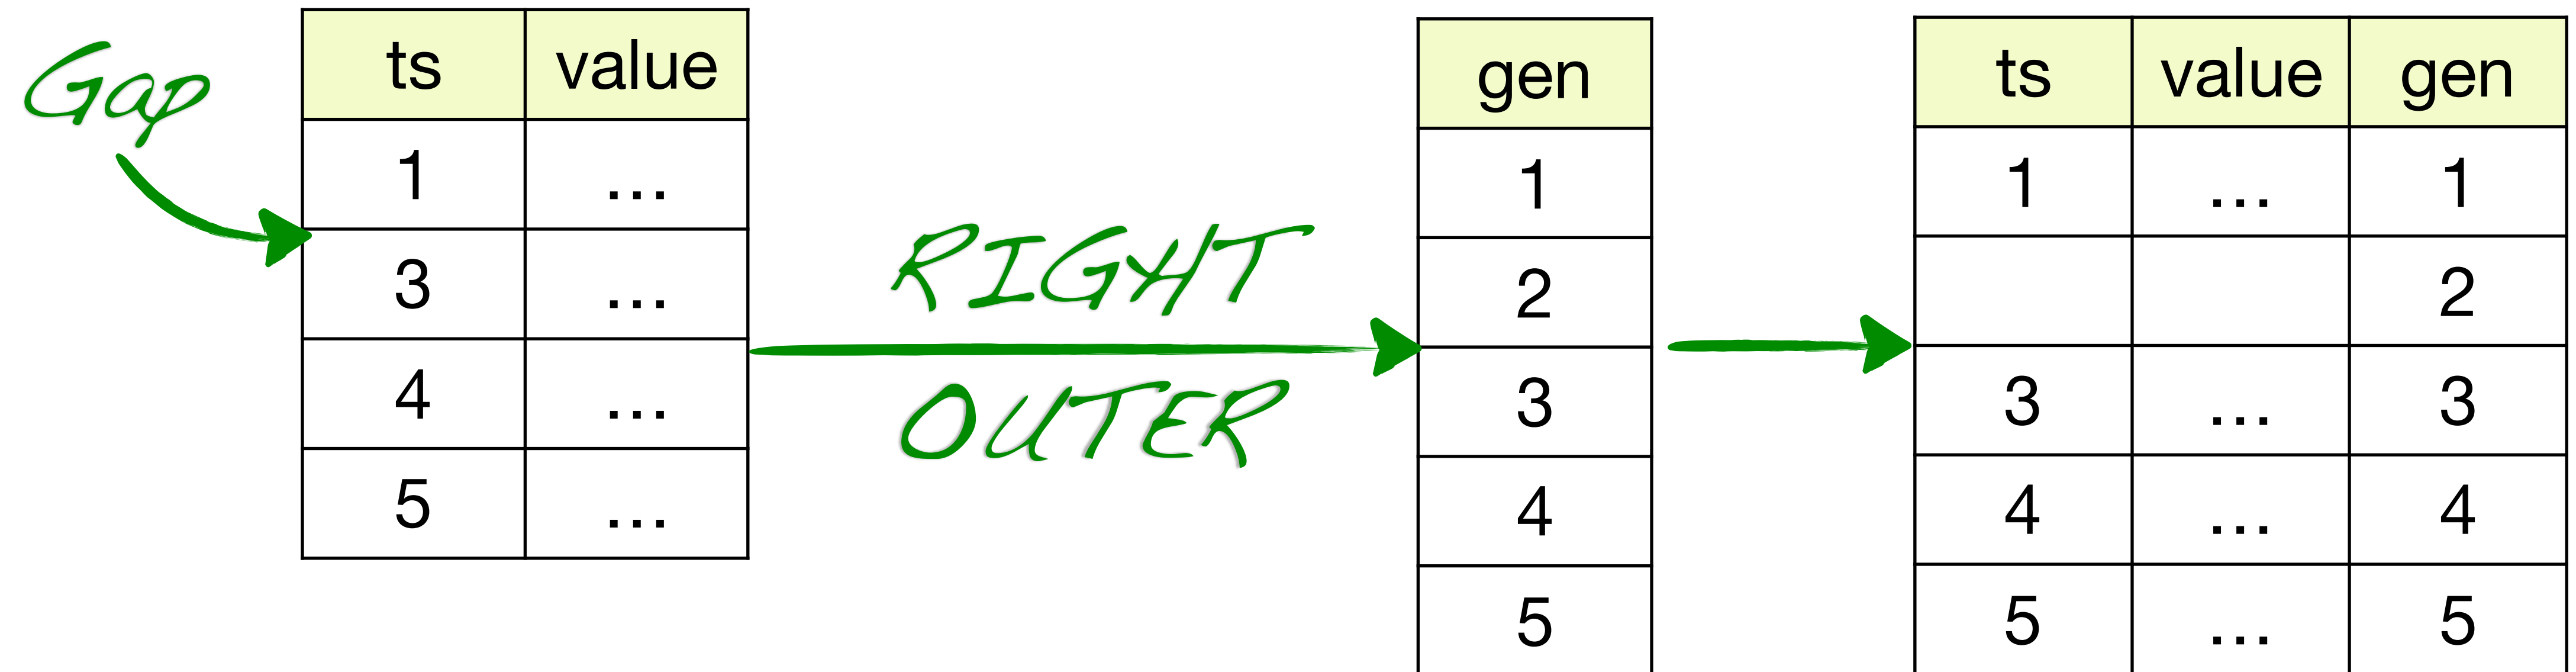 Gap
ts value
1 ...
3 ...
4 ...
5 ...
RIGHT
OUTER
gen
1
2
3
4
5
ts value gen
1 ... 1
2
3 ... 3
4 ... 4
5 ... 5